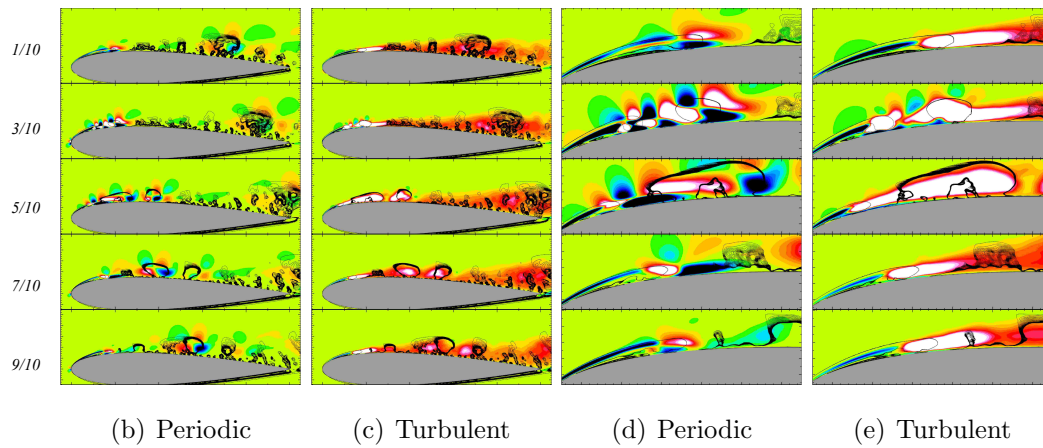 1/10
3/10
5/10
7/10
9/10
(b) Periodic
(c) Turbulent
(d) Periodic
(e) Turbulent